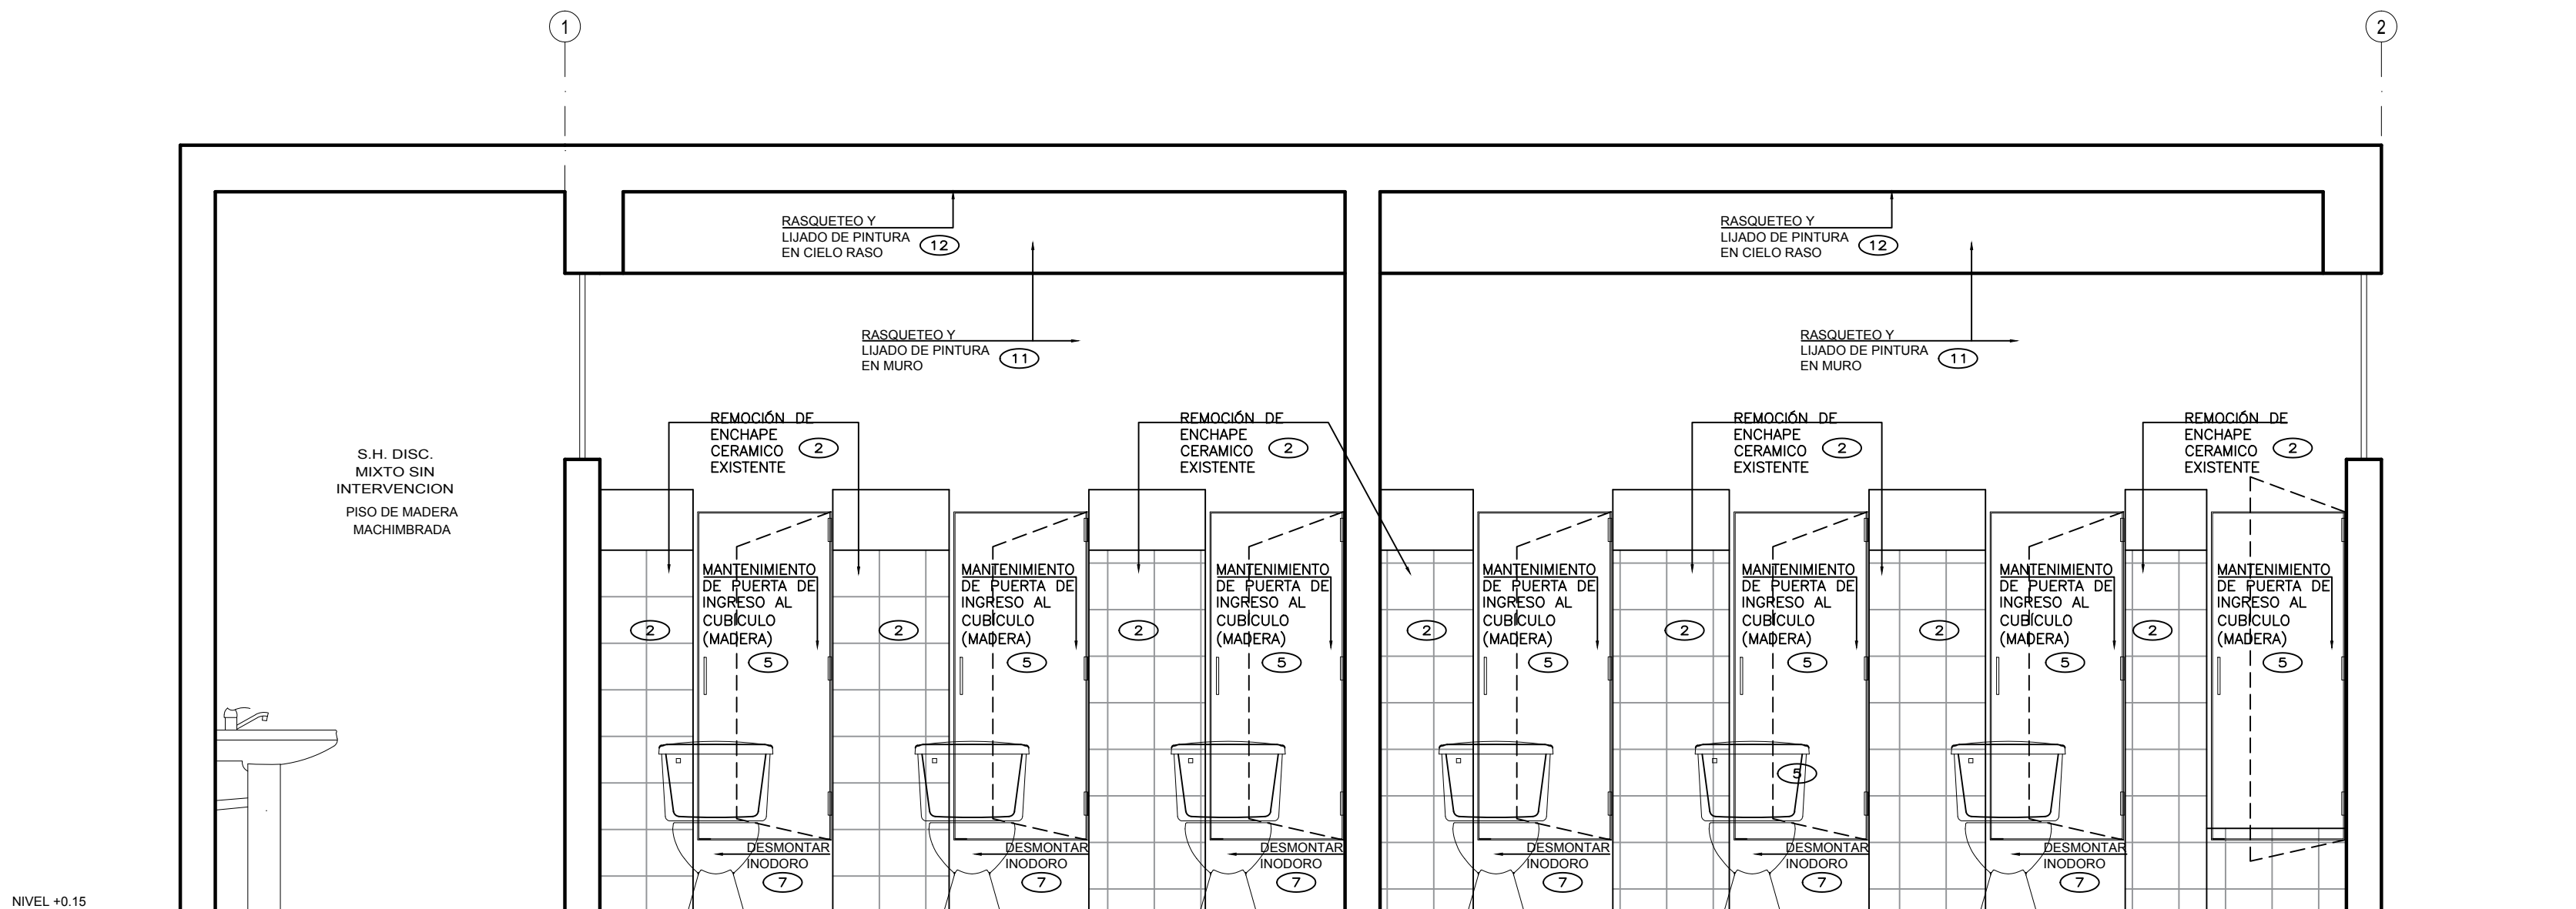 1
2
RASQUETEO Y
LIJADO DE PINTURA
EN CIELO RASO
12
RASQUETEO Y
LIJADO DE PINTURA
EN CIELO RASO
12
RASQUETEO Y
LIJADO DE PINTURA
EN MURO
11
RASQUETEO Y
LIJADO DE PINTURA
EN MURO
11
S.H. DISC.
MIXTO SIN
INTERVENCION
PISO DE MADERA
MACHIMBRADA
REMOCIÓN DE
ENCHAPE
CERAMICO
EXISTENTE
2
REMOCIÓN DE
ENCHAPE
CERAMICO
EXISTENTE
2
REMOCIÓN DE
ENCHAPE
CERAMICO
EXISTENTE
2
REMOCIÓN DE
ENCHAPE
CERAMICO
EXISTENTE
2
2
MANTENIMIENTO
DE PUERTA DE
INGRESO AL
CUBÍCULO
(MADERA)
5
2
MANTENIMIENTO
DE PUERTA DE
INGRESO AL
CUBÍCULO
(MADERA)
5
2
MANTENIMIENTO
DE PUERTA DE
INGRESO AL
CUBÍCULO
(MADERA)
5
2
MANTENIMIENTO
DE PUERTA DE
INGRESO AL
CUBÍCULO
(MADERA)
5
2
MANTENIMIENTO
DE PUERTA DE
INGRESO AL
CUBÍCULO
(MADERA)
5
5
2
MANTENIMIENTO
DE PUERTA DE
INGRESO AL
CUBÍCULO
(MADERA)
5
2
MANTENIMIENTO
DE PUERTA DE
INGRESO AL
CUBÍCULO
(MADERA)
5
DESMONTAR
INODORO
7
DESMONTAR
INODORO
7
DESMONTAR
INODORO
7
DESMONTAR
INODORO
7
DESMONTAR
INODORO
7
DESMONTAR
INODORO
7
NIVEL +0.15